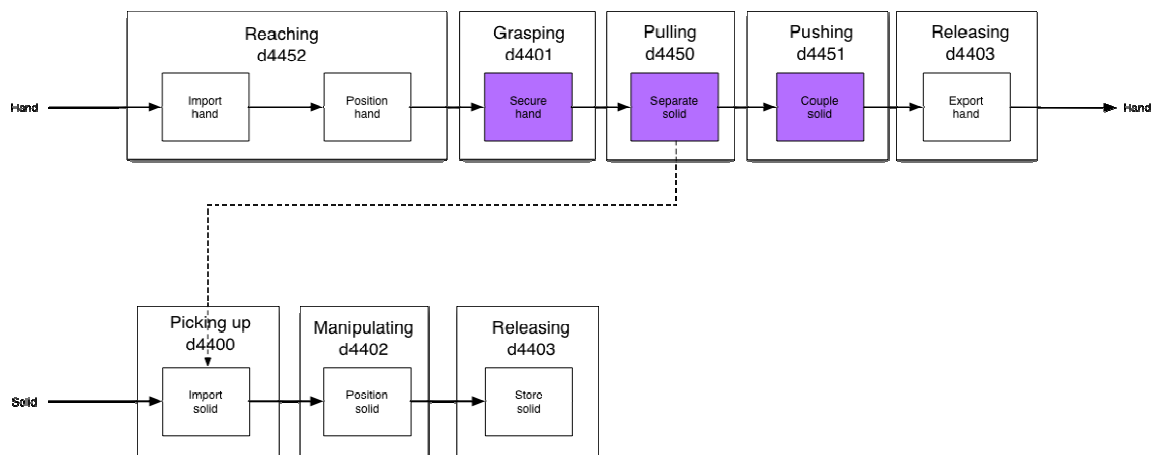 Reaching
d4452
Grasping
d4401
Pulling
d4450
Pushing
d4451
Releasing
d4403
Hand
Import
hand
Position
hand
Secure
hand
Separate
solid
Couple
solid
Export
hand
Hand
Picking up
d4400
Manipulating
d4402
Releasing
d4403
Solid
Import
solid
Position
solid
Store
solid